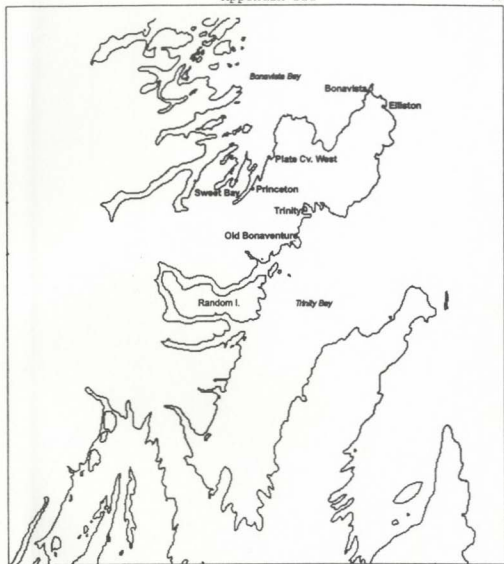 Bonavista Bay
Bonavista
Elliston
Plate Cv. West
Sweet Bay
Princeton
Trinity
Old Bonaventure
Random I.
Trinity Bay